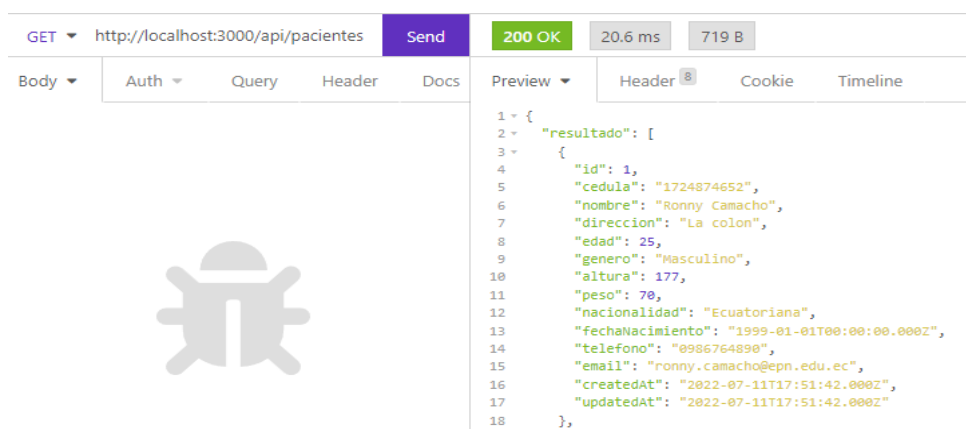 GET http://localhost:3000/api/pacientes Send 200 OK 20.6 ms 719 B
Body Auth Query Header Docs Preview Header 8 Cookie Timeline
1 {
2 "resultado": [
3 {
4 "id": 1,
5 "cedula": "1724874652",
6 "nombre": "Ronny Camacho",
7 "direccion": "La colon",
8 "edad": 25,
9 "genero": "Masculino",
10 "altura": 177,
11 "peso": 70,
12 "nacionalidad": "Ecuatoriana",
13 "fechaNacimiento": "1999-01-01T00:00:00.000Z",
14 "telefono": "0986764890",
15 "email": "ronny.camacho@epn.edu.ec",
16 "createdAt": "2022-07-11T17:51:42.000Z",
17 "updatedAt": "2022-07-11T17:51:42.000Z"
18 },